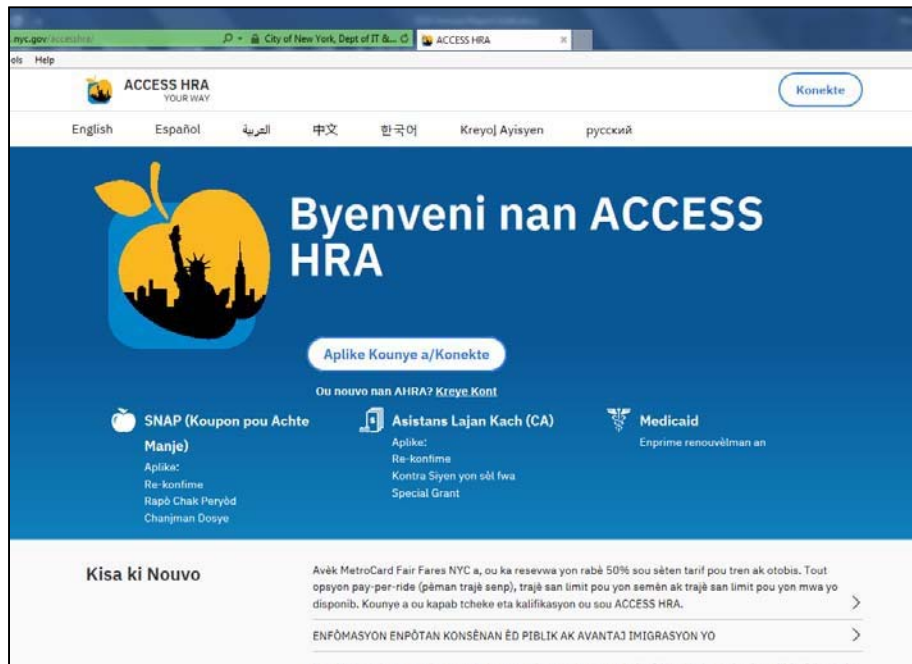 .nyc.gov/accesshra/
City of New York, Dept of IT &...
ACCESS HRA
ols Help
ACCESS HRA
YOUR WAY
Konekte
English Español العربية 中文 한국어 Kreyoļ Ayisyen русский
Byenveni nan ACCESS
HRA
Aplike Kounye a/Konekte
Ou nouvo nan AHRA? Kreye Kont
SNAP (Koupon pou Achte
Manje)
Aplike:
Re-konfime
Rapò Chak Peryòd
Chanjman Dosye
Asistans Lajan Kach (CA)
Aplike:
Re-konfime
Kontra Siyen yon sèl fwa
Special Grant
Medicaid
Enprime renouvèlman an
Kisa ki Nouvo
Avèk MetroCard Fair Fares NYC a, ou ka resevwa yon rabè 50% sou sèten tarif pou tren ak otobis. Tout
opsyon pay-per-ride (pèman trajè senp), trajè san limit pou yon semèn ak trajè san limit pou yon mwa yo
disponib. Kounye a ou kapab tcheke eta kalifikasyon ou sou ACCESS HRA.
ENFÒMASYON ENPÒTAN KONSÈNAN ÈD PIBLIK AK AVANTAJ IMIGRASYON YO